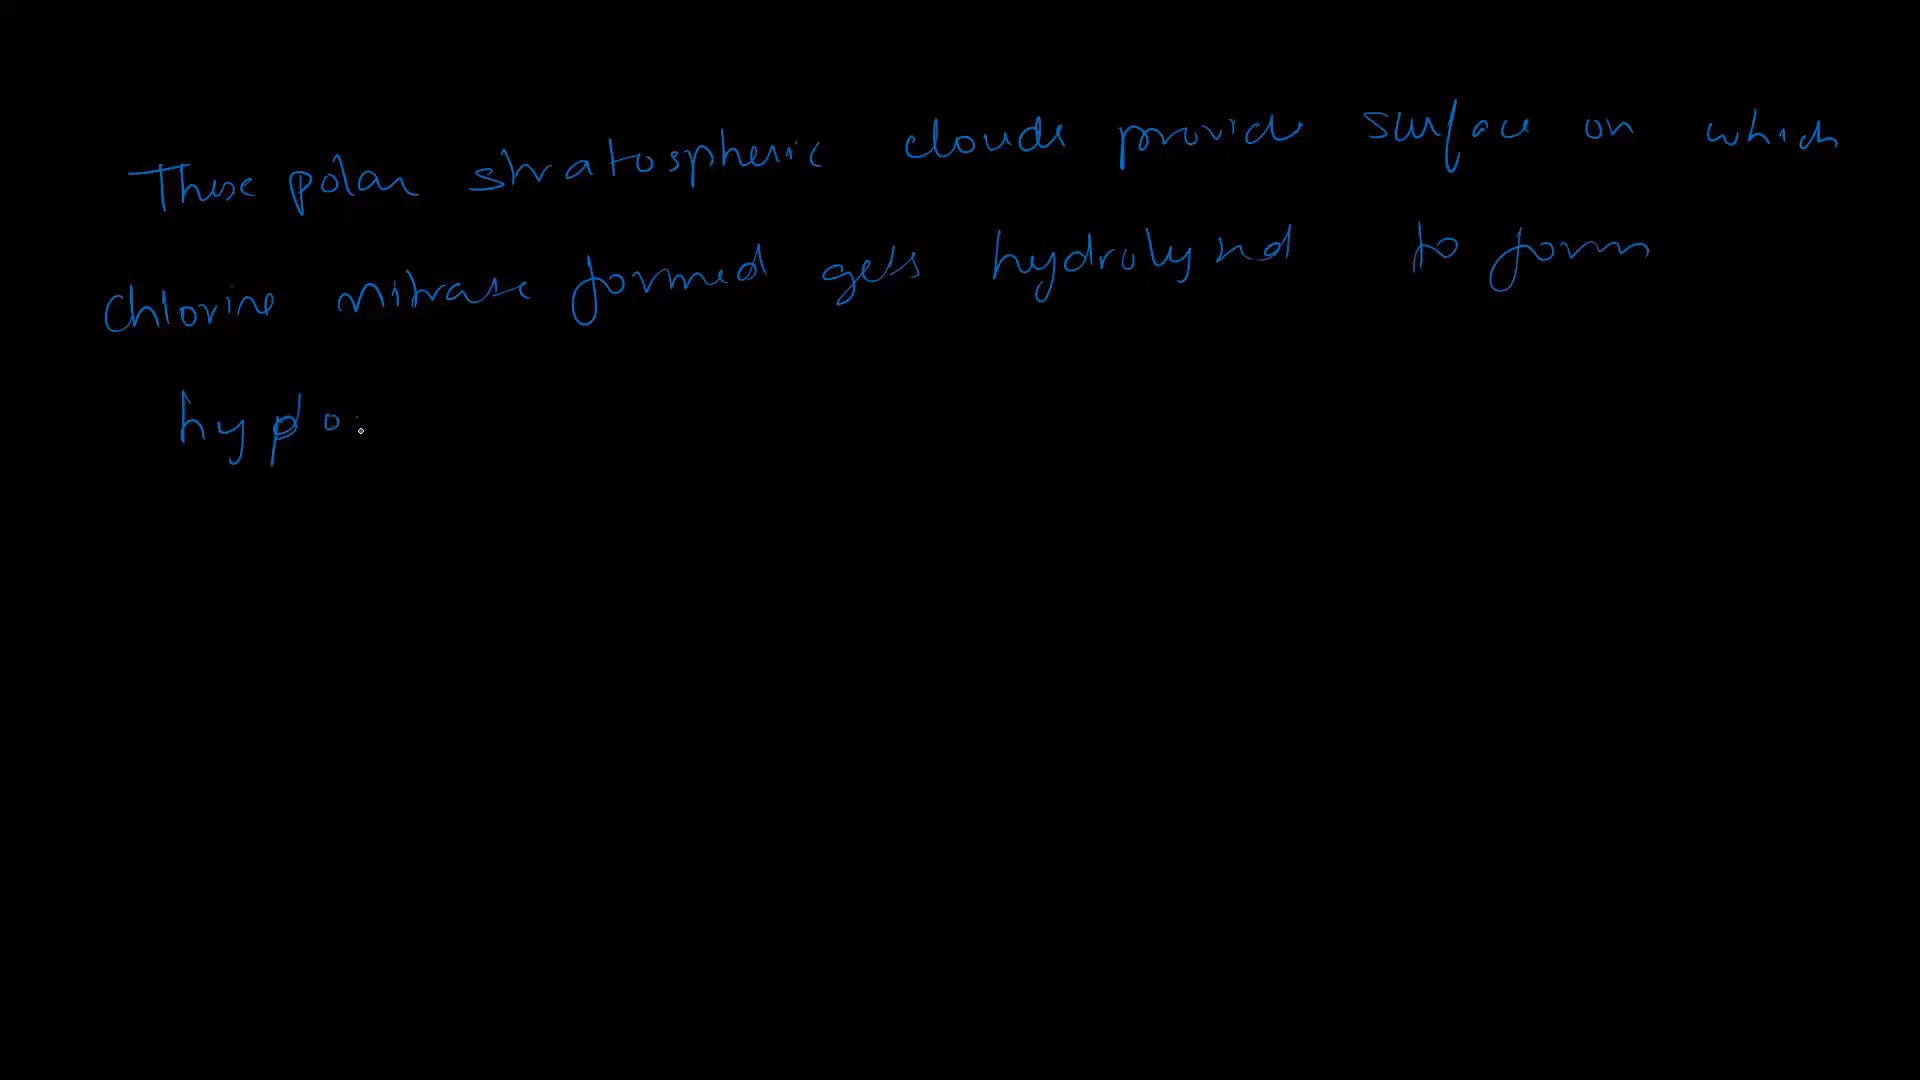 These polar stratospheric clouds provide surface on which
Chlorine nitrate formed gets hydrolysed to form
hypo